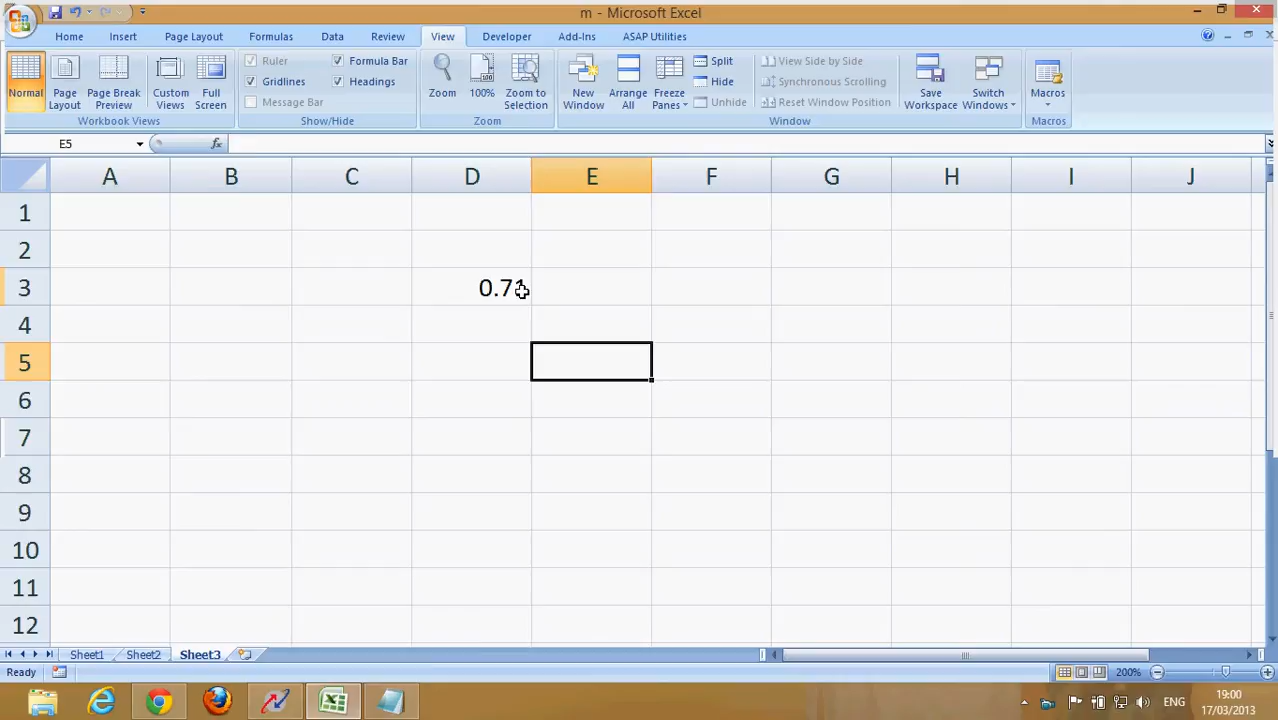 m - Microsoft Excel
Home Insert Page Layout Formulas Data Review View Developer Add-Ins ASAP Utilities
Normal
Page Layout
Page Break Preview
Custom Views
Full Screen
Workbook Views
Ruler
Formula Bar
Gridlines
Headings
Message Bar
Show/Hide
Zoom
100%
Zoom to Selection
Zoom
New Window
Arrange All
Freeze Panes
Split
Hide
Unhide
View Side by Side
Synchronous Scrolling
Reset Window Position
Save Workspace
Switch Windows
Window
Macros
Macros
E5
fx
A B C D E F G H I J
1
2
3 0.71
4
5
6
7
8
9
10
11
12
Sheet1 Sheet2 Sheet3
Ready
200%
ENG
19:00
17/03/2013